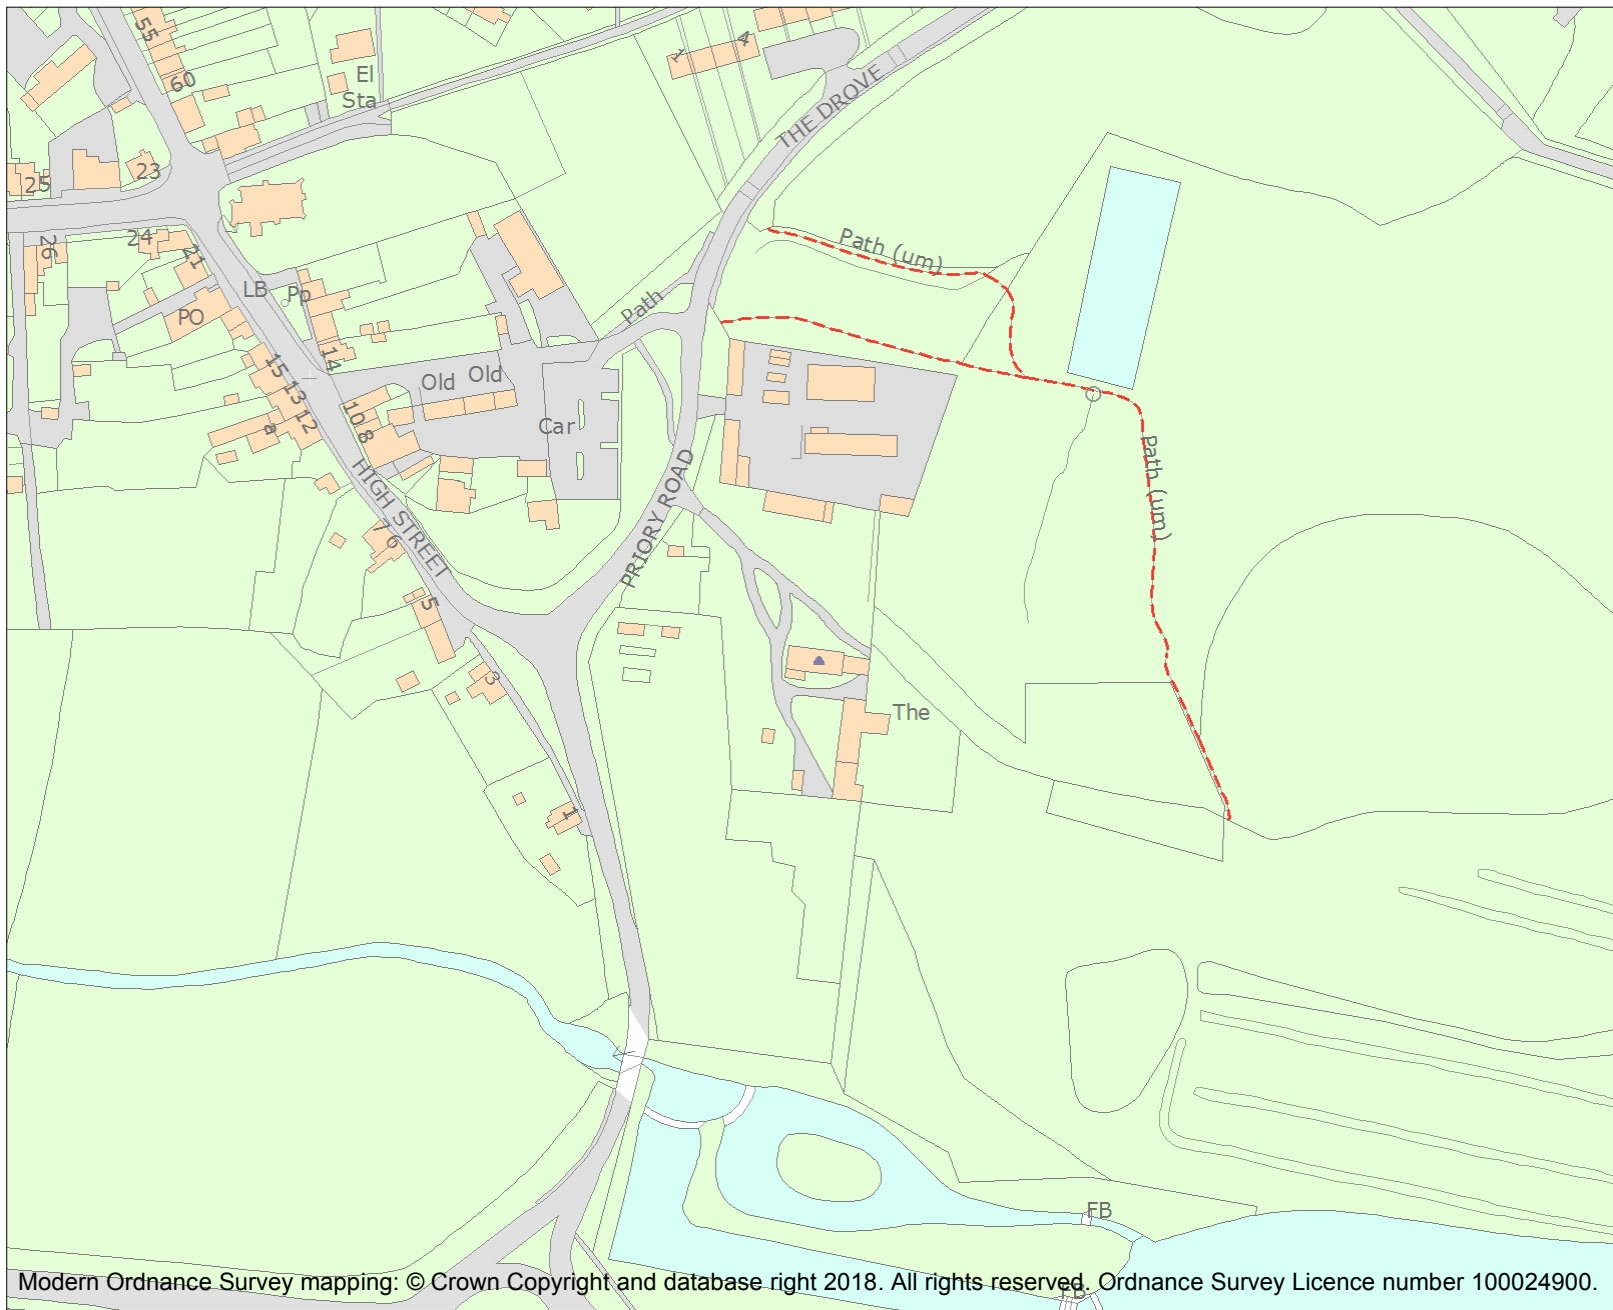 55
60
El
Sta
1
4
THE DROVE
25
23
26
24
21
LB
Pp
PO
Path
Path (um)
14
15
13
12
a
Old
Old
10
8
Car
HIGH STREET
PRIORY ROAD
Path (um)
7
6
5
3
The
1
FB
FB
Modern Ordnance Survey mapping: © Crown Copyright and database right 2018. All rights reserved. Ordnance Survey Licence number 100024900.